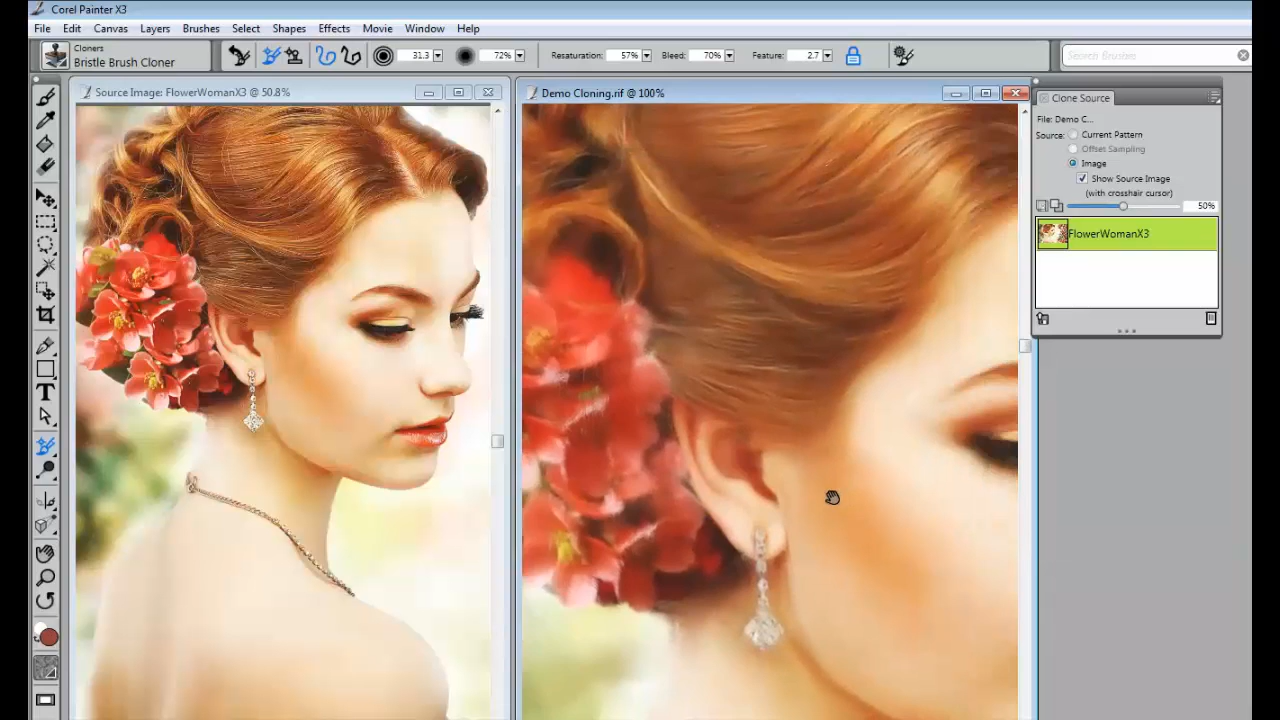 Corel Painter X3
File Edit Canvas Layers Brushes Select Shapes Effects Movie Window Help
Cloners
Bristle Brush Cloner
31.3
72%
Resaturation: 57%
Bleed: 70%
Feature: 2.7
Search Brushes
Source Image: FlowerWomanX3 @ 50.8%
Demo Cloning.rif @ 100%
Clone Source
File: Demo C...
Source: Current Pattern
Offset Sampling
Image
Show Source Image
(with crosshair cursor)
50%
FlowerWomanX3
T